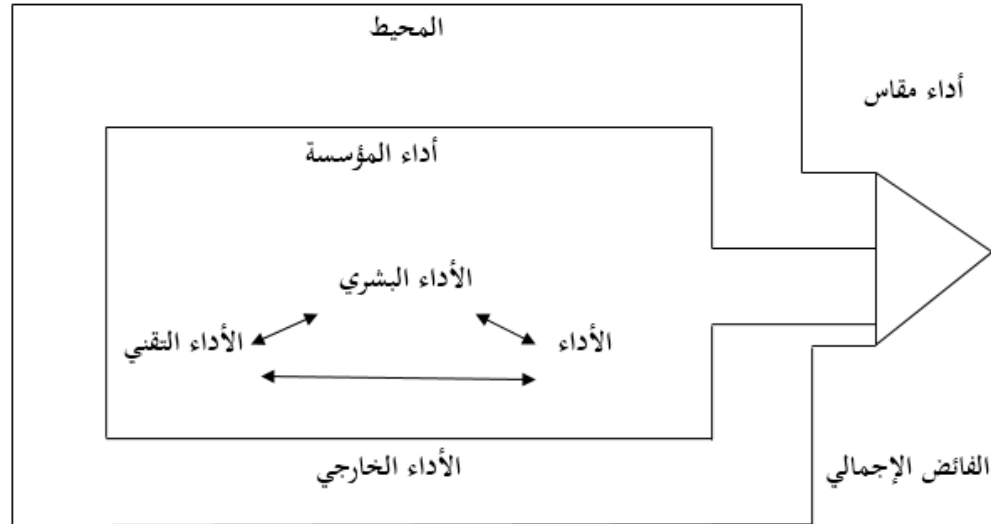 المحيط
أداء مقاس
أداء المؤسسة
الأداء البشري
الأداء
الأداء التقني
الأداء الخارجي
الفائض الإجمالي